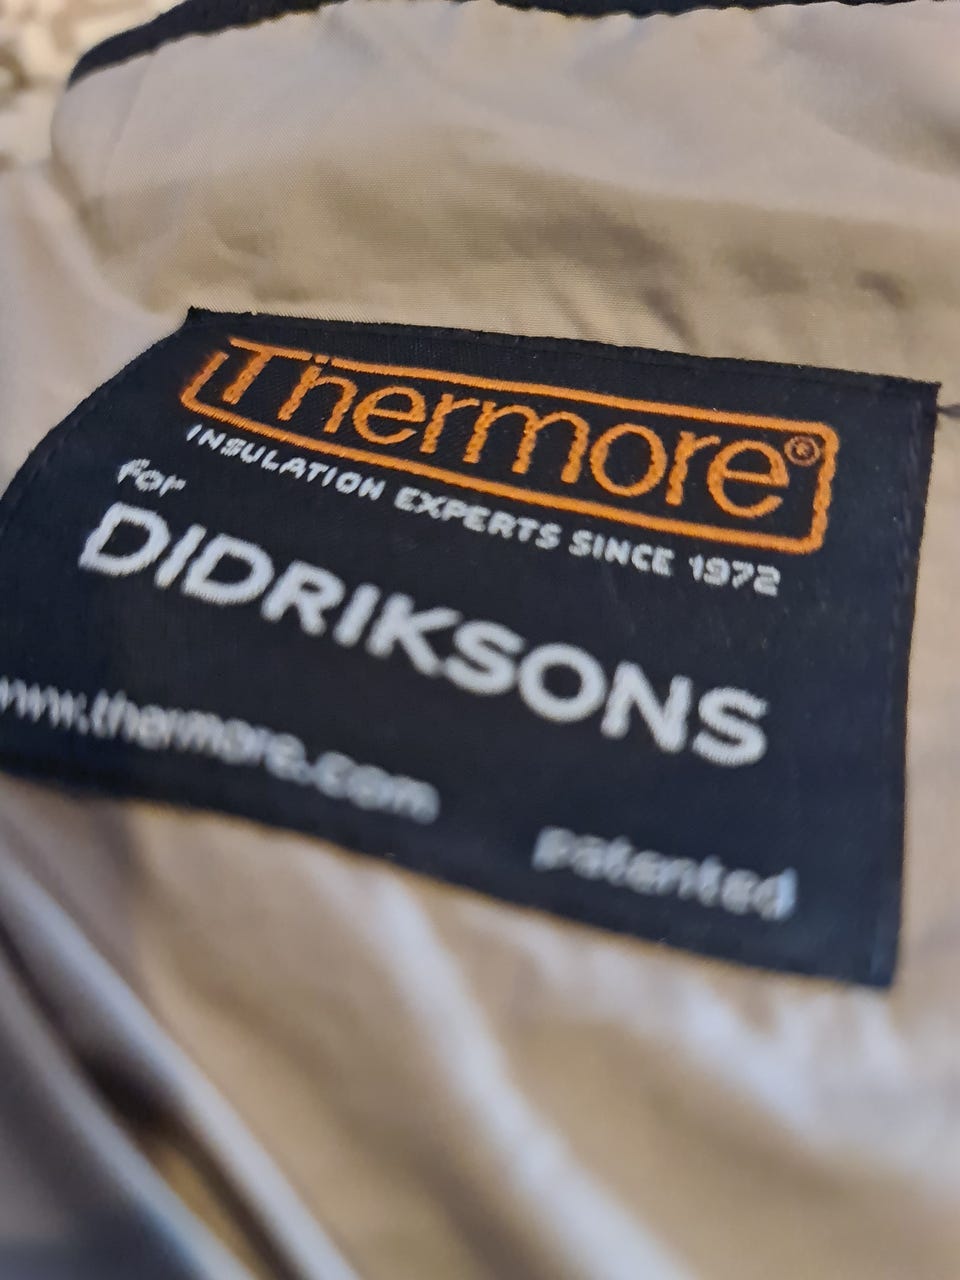 Thermore®
INSULATION EXPERTS SINCE 1972
for
DIDRIKSONS
www.thermore.com
patented